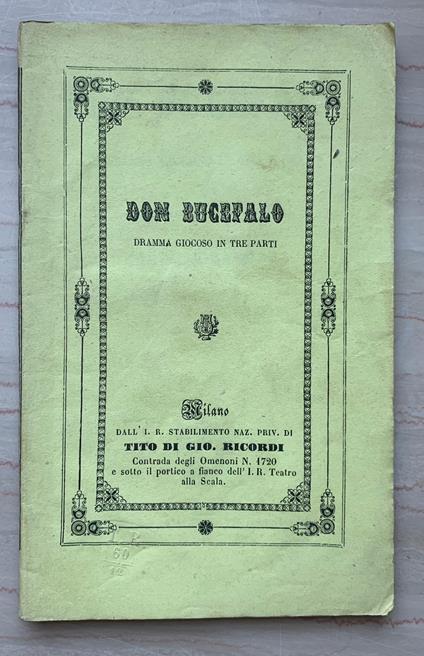 DON BUCEFALO
DRAMMA GIOCOSO IN TRE PARTI
Milano
DALL' I. R. STABILIMENTO NAZ. PRIV. DI
TITO DI GIO. RICORDI
Contrada degli Omenoni N. 1720
e sotto il portico a fianco dell' I. R. Teatro
alla Scala.